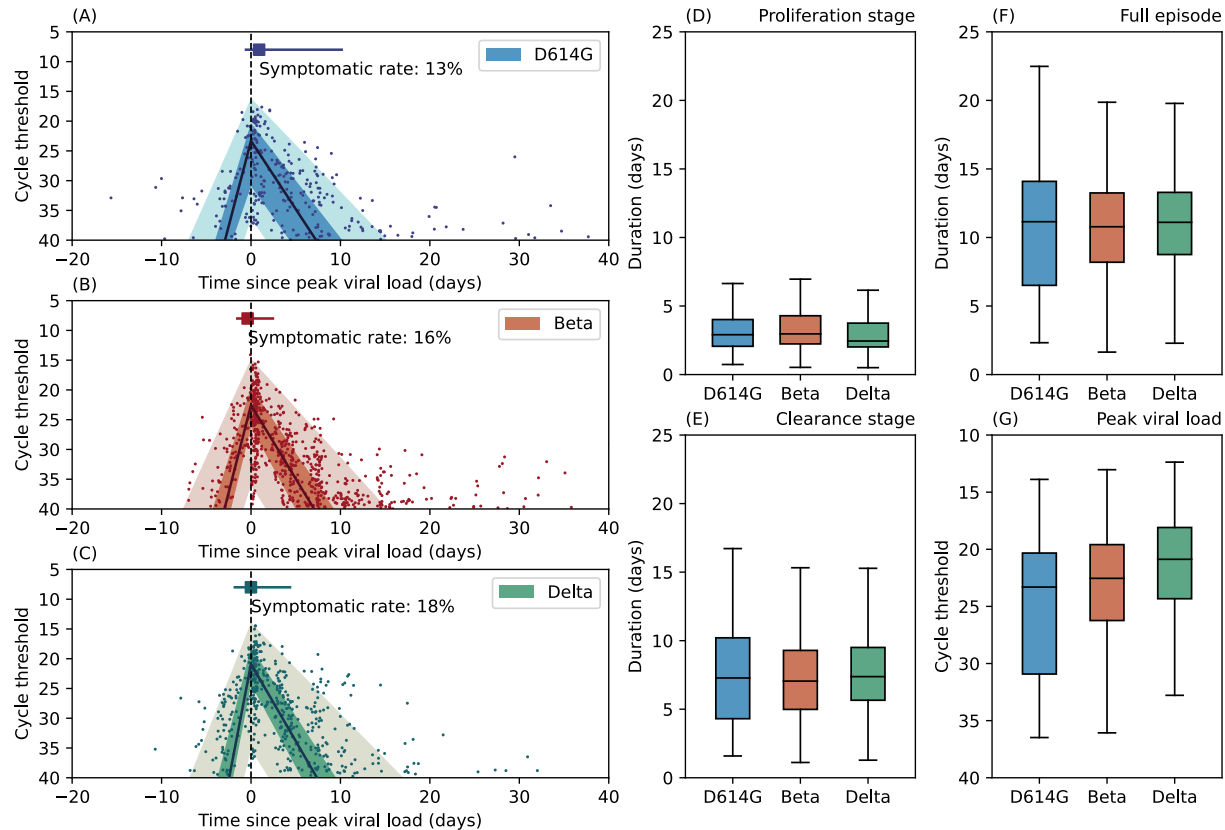 (A)
5
10
15
20
25
30
35
40
Cycle threshold
D614G
Symptomatic rate: 13%
−20 −10 0 10 20 30 40
Time since peak viral load (days)
(B)
5
10
15
20
25
30
35
40
Cycle threshold
Beta
Symptomatic rate: 16%
−20 −10 0 10 20 30 40
Time since peak viral load (days)
(C)
5
10
15
20
25
30
35
40
Cycle threshold
Delta
Symptomatic rate: 18%
−20 −10 0 10 20 30 40
Time since peak viral load (days)
(D) Proliferation stage
25
20
15
10
5
0
Duration (days)
D614G Beta Delta
(E) Clearance stage
25
20
15
10
5
0
Duration (days)
D614G Beta Delta
(F) Full episode
25
20
15
10
5
0
Duration (days)
D614G Beta Delta
(G) Peak viral load
10
15
20
25
30
35
40
Cycle threshold
D614G Beta Delta